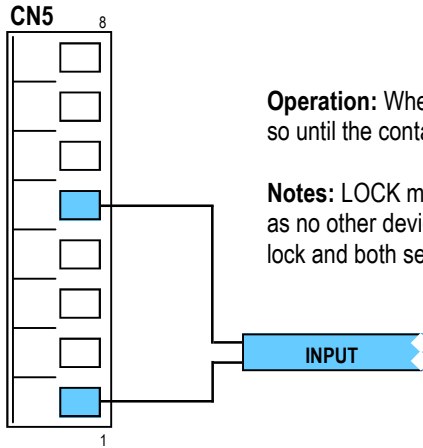 CN5
8
Operation: Whe
so until the conta
Notes: LOCK m
as no other devi
lock and both se
INPUT
1